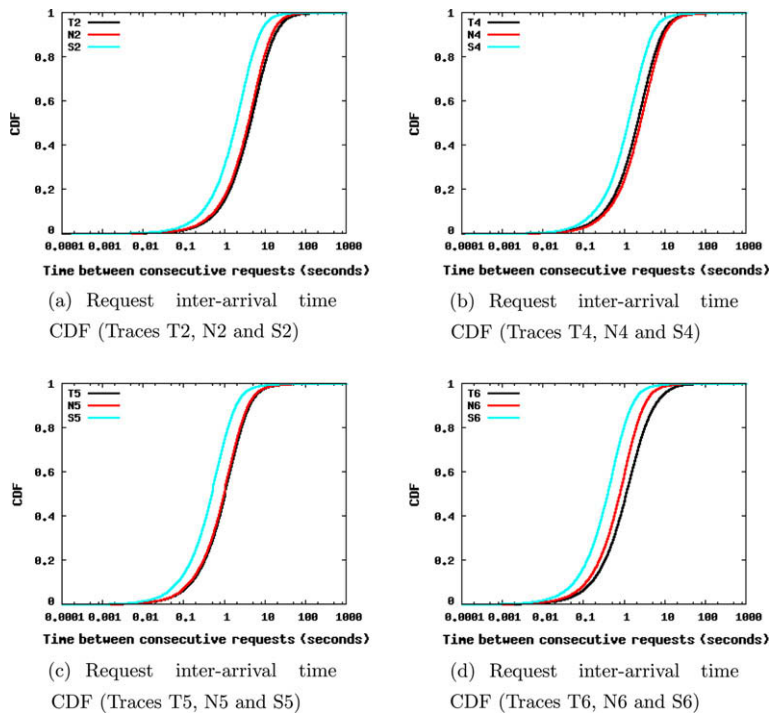 1
0.8
0.6
0.4
0.2
0
CDF
T2
N2
S2
0.0001 0.001 0.01 0.1 1 10 100 1000
Time between consecutive requests (seconds)
(a) Request inter-arrival time
CDF (Traces T2, N2 and S2)
1
0.8
0.6
0.4
0.2
0
CDF
T4
N4
S4
0.0001 0.001 0.01 0.1 1 10 100 1000
Time between consecutive requests (seconds)
(b) Request inter-arrival time
CDF (Traces T4, N4 and S4)
1
0.8
0.6
0.4
0.2
0
CDF
T5
N5
S5
0.0001 0.001 0.01 0.1 1 10 100 1000
Time between consecutive requests (seconds)
(c) Request inter-arrival time
CDF (Traces T5, N5 and S5)
1
0.8
0.6
0.4
0.2
0
CDF
T6
N6
S6
0.0001 0.001 0.01 0.1 1 10 100 1000
Time between consecutive requests (seconds)
(d) Request inter-arrival time
CDF (Traces T6, N6 and S6)